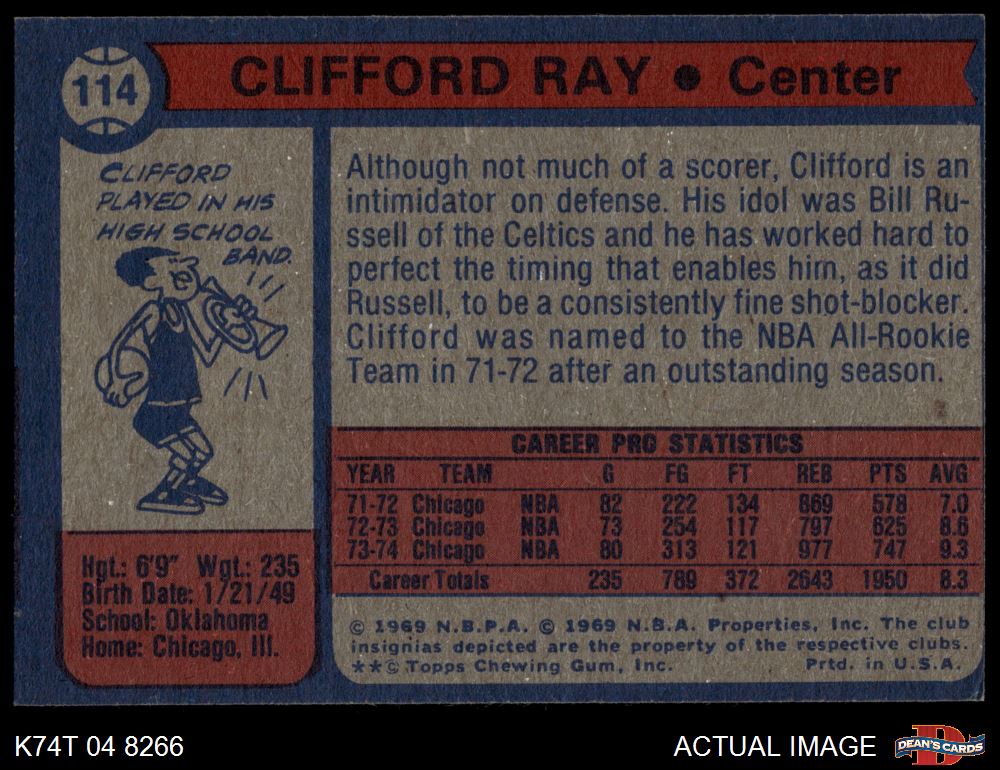 114
CLIFFORD RAY ● Center
CLIFFORD
PLAYED IN HIS
HIGH SCHOOL
BAND.
Although not much of a scorer, Clifford is an
intimidator on defense. His idol was Bill Ru-
ssell of the Celtics and he has worked hard to
perfect the timing that enables him, as it did
Russell, to be a consistently fine shot-blocker.
Clifford was named to the NBA All-Rookie
Team in 71-72 after an outstanding season.
CAREER PRO STATISTICS
YEAR TEAM G FG FT REB PTS AVG
71-72 Chicago NBA 82 222 134 869 578 7.0
72-73 Chicago NBA 73 254 117 797 625 8.6
73-74 Chicago NBA 80 313 121 977 747 9.3
Career Totals 235 789 372 2643 1950 8.3
Hgt.: 6'9" Wgt.: 235
Birth Date: 1/21/49
School: Oklahoma
Home: Chicago, Ill.
© 1969 N.B.P.A. © 1969 N.B.A. Properties, Inc. The club
insignias depicted are the property of the respective clubs.
**© Topps Chewing Gum, Inc. Prtd. in U.S.A.
K74T 04 8266
ACTUAL IMAGE
D
DEAN'S CARDS